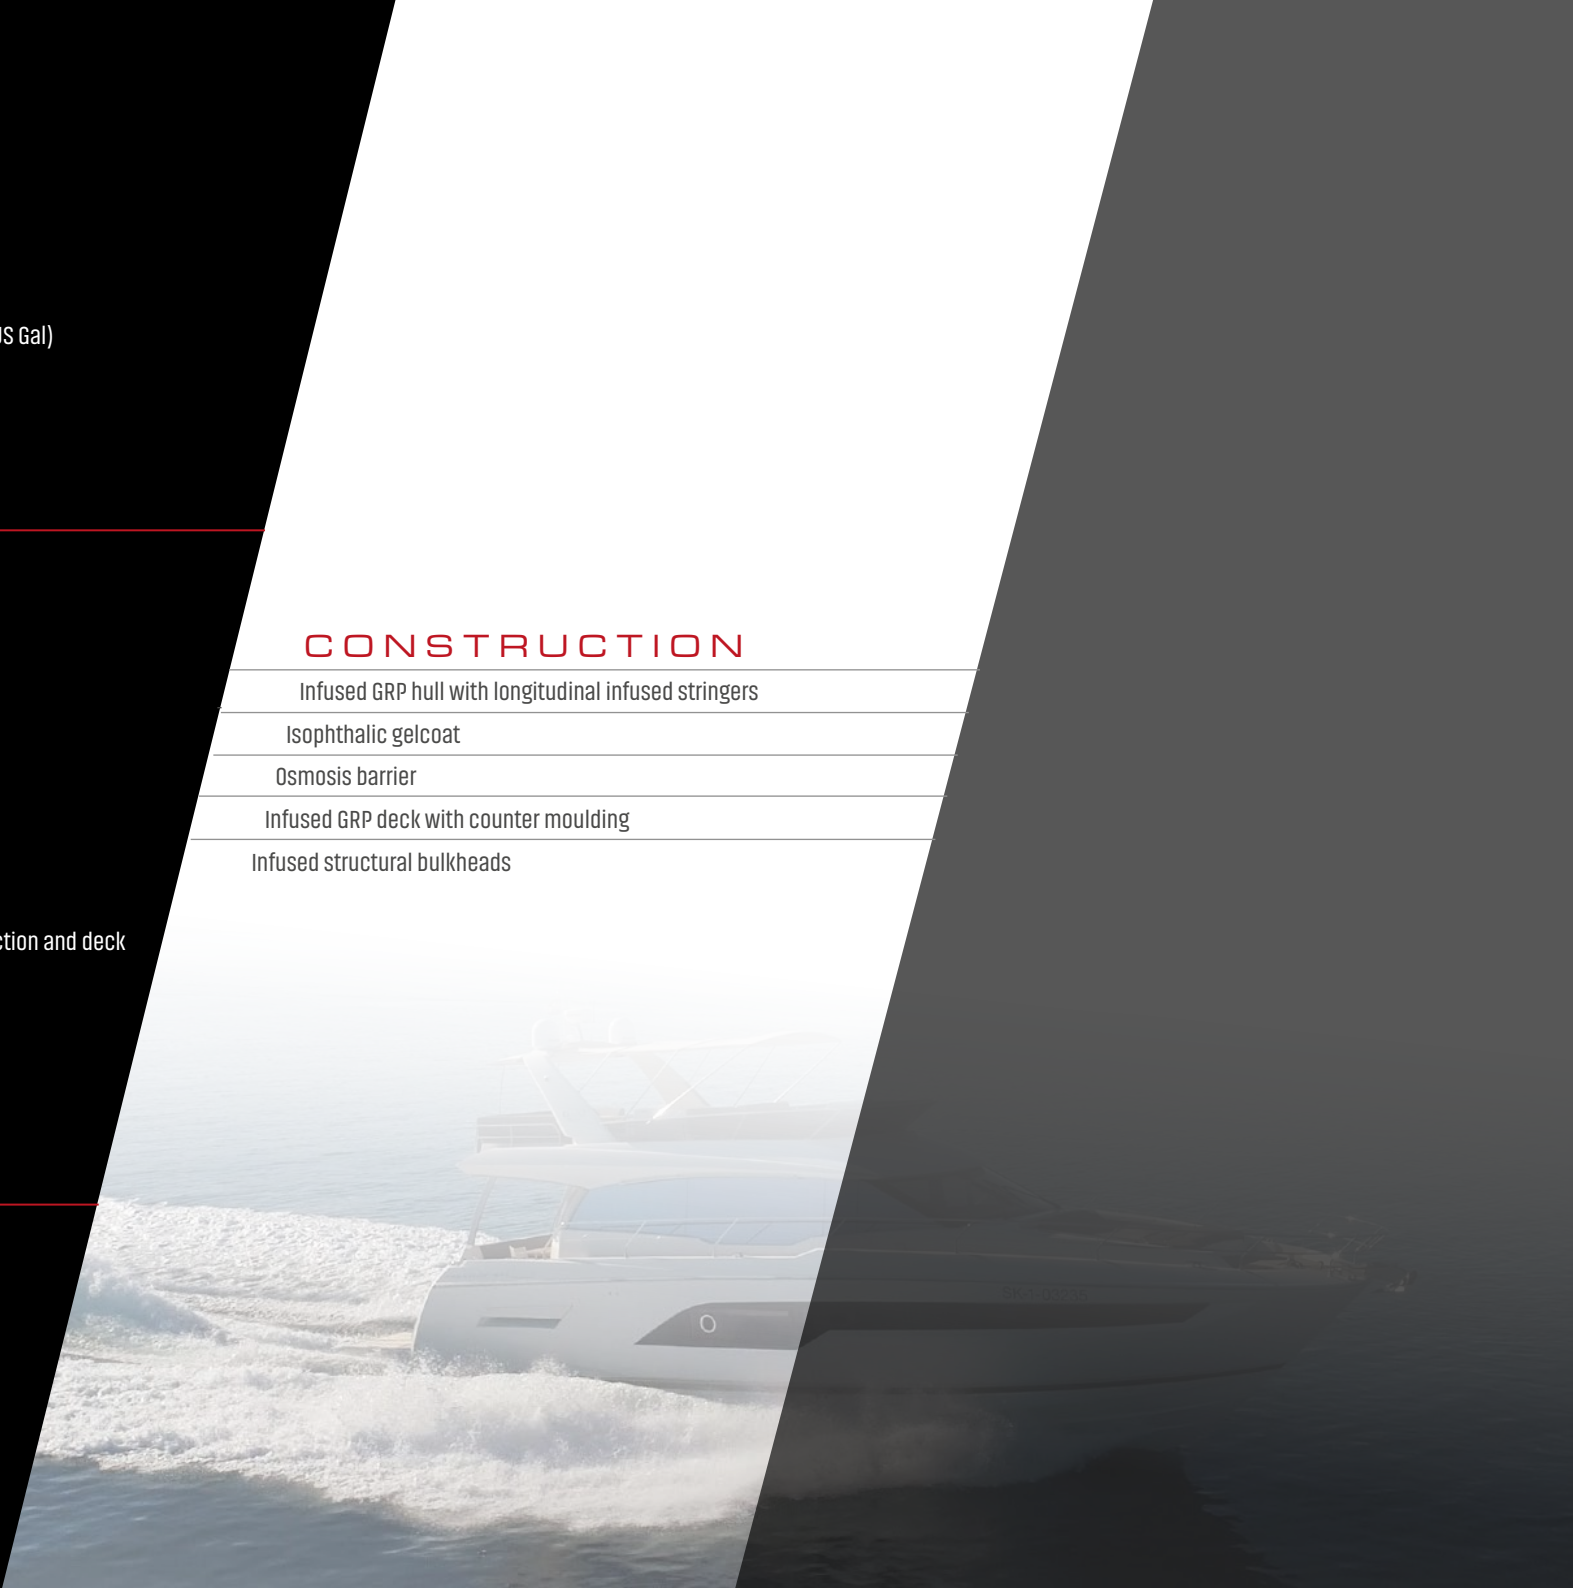 US Gal)
CONSTRUCTION
Infused GRP hull with longitudinal infused stringers
Isophthalic gelcoat
Osmosis barrier
Infused GRP deck with counter moulding
Infused structural bulkheads
and deck